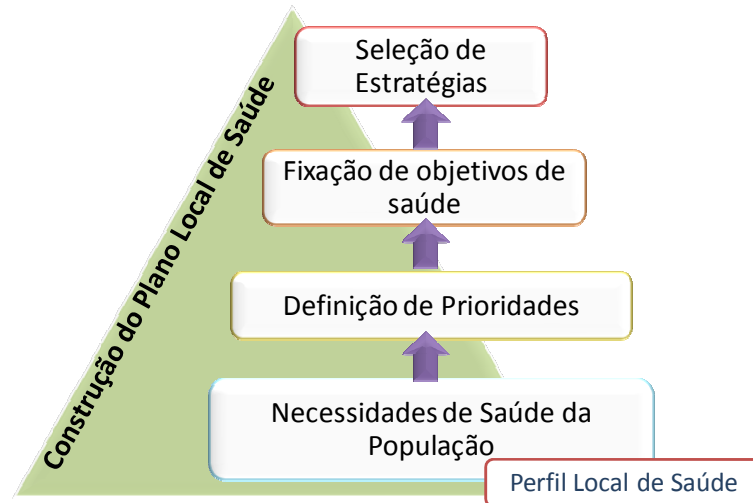 Construção do Plano Local de Saúde
Seleção de
Estratégias
Fixação de objetivos de
saúde
Definição de Prioridades
Necessidades de Saúde da
População
Perfil Local de Saúde